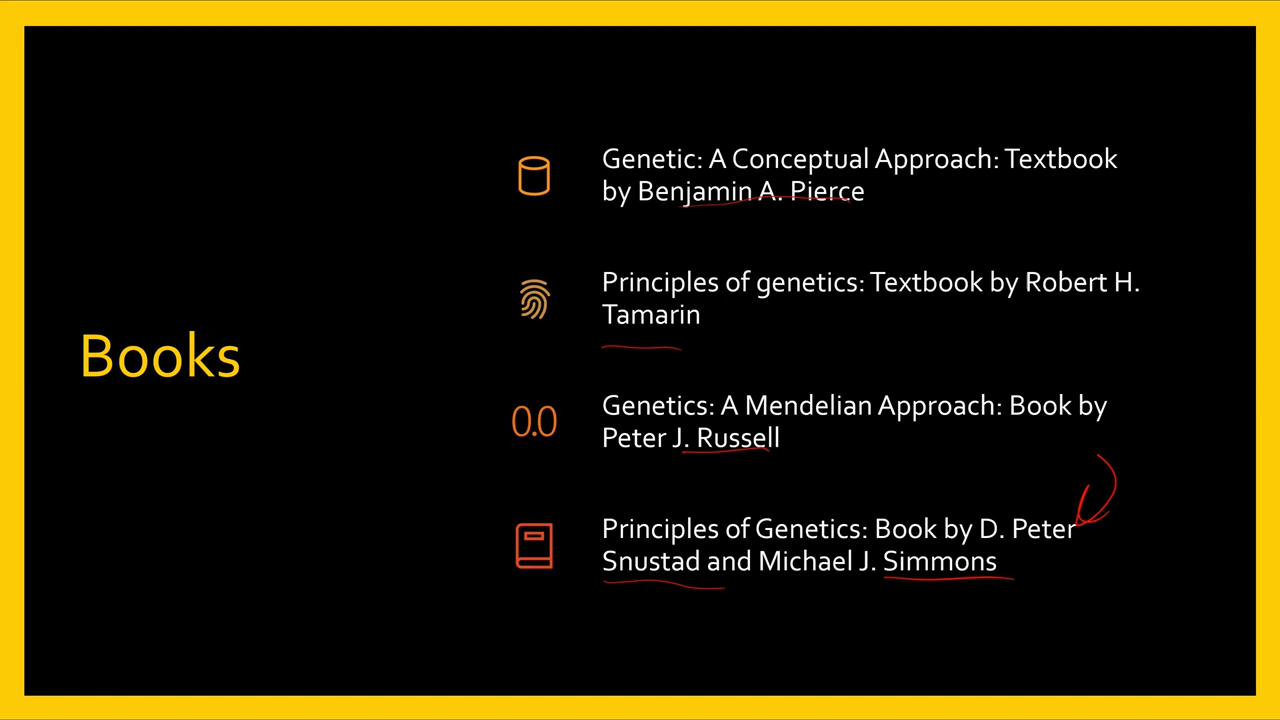 Books
Genetic: A Conceptual Approach: Textbook
by Benjamin A. Pierce
Principles of genetics: Textbook by Robert H.
Tamarin
0.0
Genetics: A Mendelian Approach: Book by
Peter J. Russell
Principles of Genetics: Book by D. Peter
Snustad and Michael J. Simmons